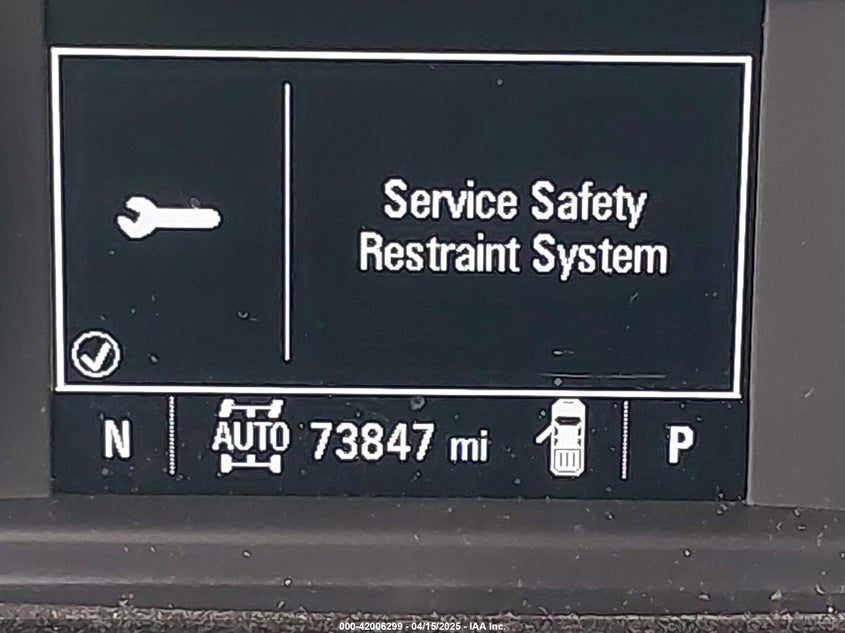 Service Safety
Restraint System
N AUTO 73847 mi P
000-42006299 - 04/15/2025 - IAA Inc.